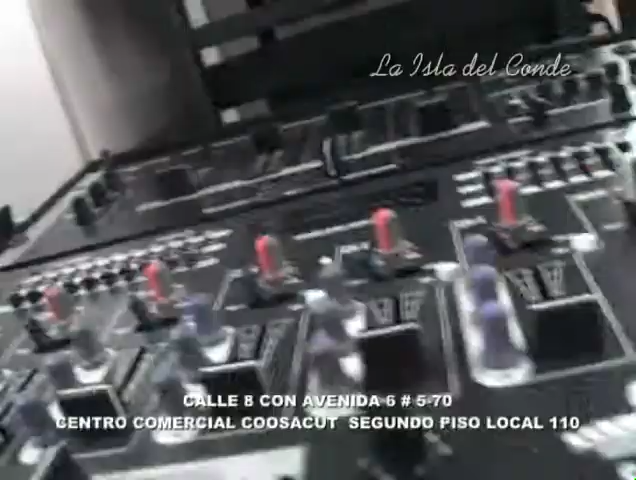 La Isla del Conde
CALLE 8 CON AVENIDA 6 # 5-70
CENTRO COMERCIAL COOSACUT SEGUNDO PISO LOCAL 110